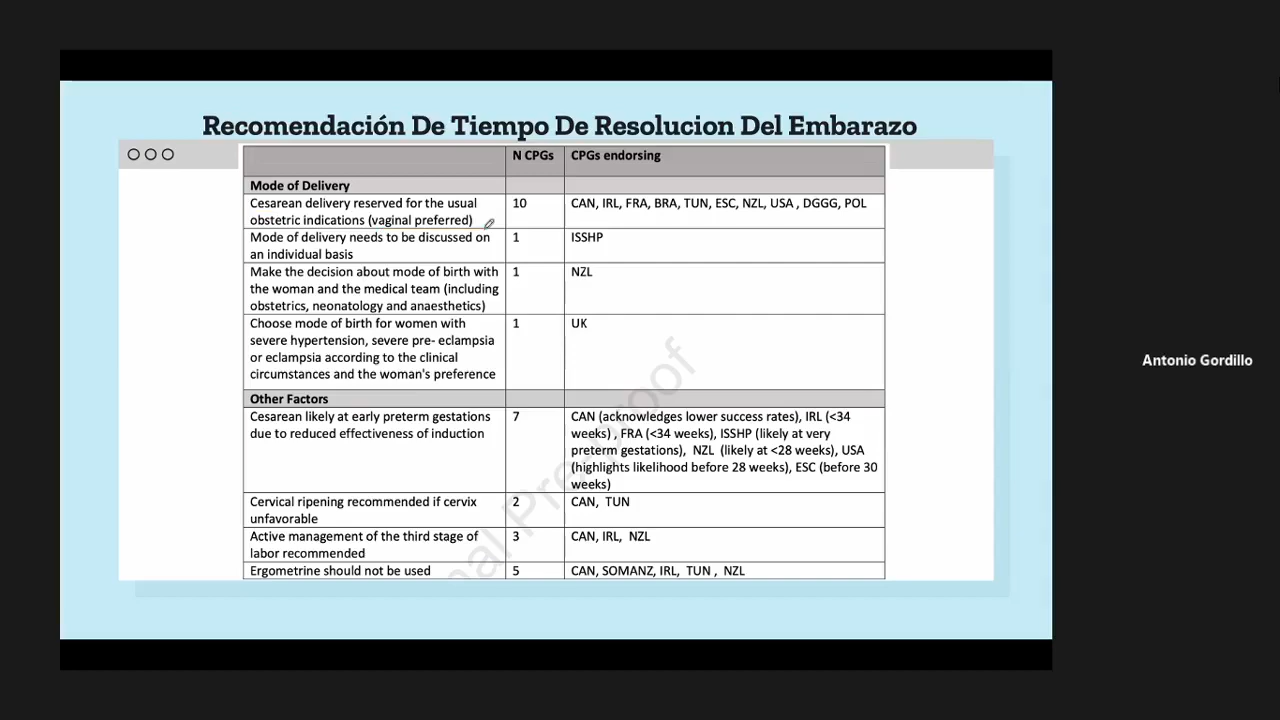 Recomendación De Tiempo De Resolucion Del Embarazo
N CPGs CPGs endorsing
Mode of Delivery
Cesarean delivery reserved for the usual obstetric indications (vaginal preferred) 10 CAN, IRL, FRA, BRA, TUN, ESC, NZL, USA , DGGG, POL
Mode of delivery needs to be discussed on an individual basis 1 ISSHP
Make the decision about mode of birth with the woman and the medical team (including obstetrics, neonatology and anaesthetics) 1 NZL
Choose mode of birth for women with severe hypertension, severe pre- eclampsia or eclampsia according to the clinical circumstances and the woman's preference 1 UK
Other Factors
Cesarean likely at early preterm gestations due to reduced effectiveness of induction 7 CAN (acknowledges lower success rates), IRL (<34 weeks) , FRA (<34 weeks), ISSHP (likely at very preterm gestations), NZL (likely at <28 weeks), USA (highlights likelihood before 28 weeks), ESC (before 30 weeks)
Cervical ripening recommended if cervix unfavorable 2 CAN, TUN
Active management of the third stage of labor recommended 3 CAN, IRL, NZL
Ergometrine should not be used 5 CAN, SOMANZ, IRL, TUN , NZL
Antonio Gordillo